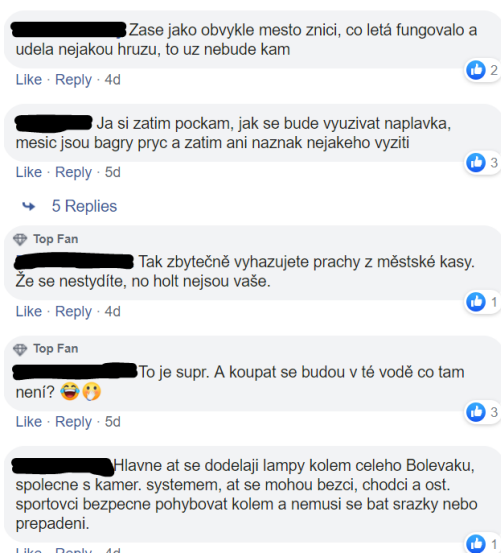 Zase jako obvykle mesto znici, co letá fungovalo a
udela nejakou hruzu, to uz nebude kam
Like · Reply · 4d
2
Ja si zatim pockam, jak se bude vyuzivat naplavka,
mesic jsou bagry pryc a zatim ani naznak nejakeho vyziti
Like · Reply · 5d
3
5 Replies
Top Fan
Tak zbytečně vyhazujete prachy z městské kasy.
Že se nestydíte, no holt nejsou vaše.
Like · Reply · 4d
1
Top Fan
To je supr. A koupat se budou v té vodě co tam
není? 😂🤭
Like · Reply · 5d
3
Hlavne at se dodelaji lampy kolem celeho Bolevaku,
spolecne s kamer. systemem, at se mohou bezci, chodci a ost.
sportovci bezpecne pohybovat kolem a nemusi se bat srazky nebo
prepadeni.
Like · Reply · 4d
1